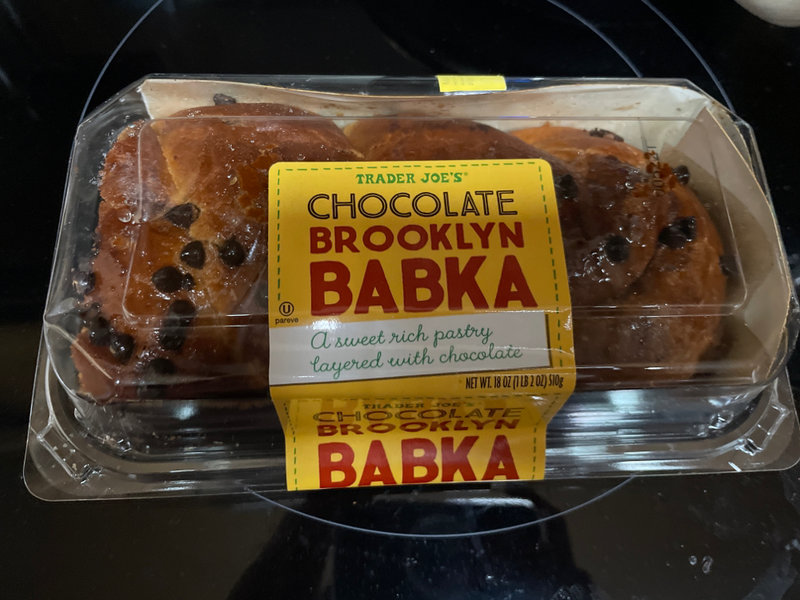 TRADER JOE'S®
CHOCOLATE
BROOKLYN
BABKA
U
pareve
A sweet rich pastry
layered with chocolate
NET WT. 18 OZ (1 LB 2 OZ) 510g
TRADER JOE'S
CHOCOLATE
BROOKLYN
BABKA